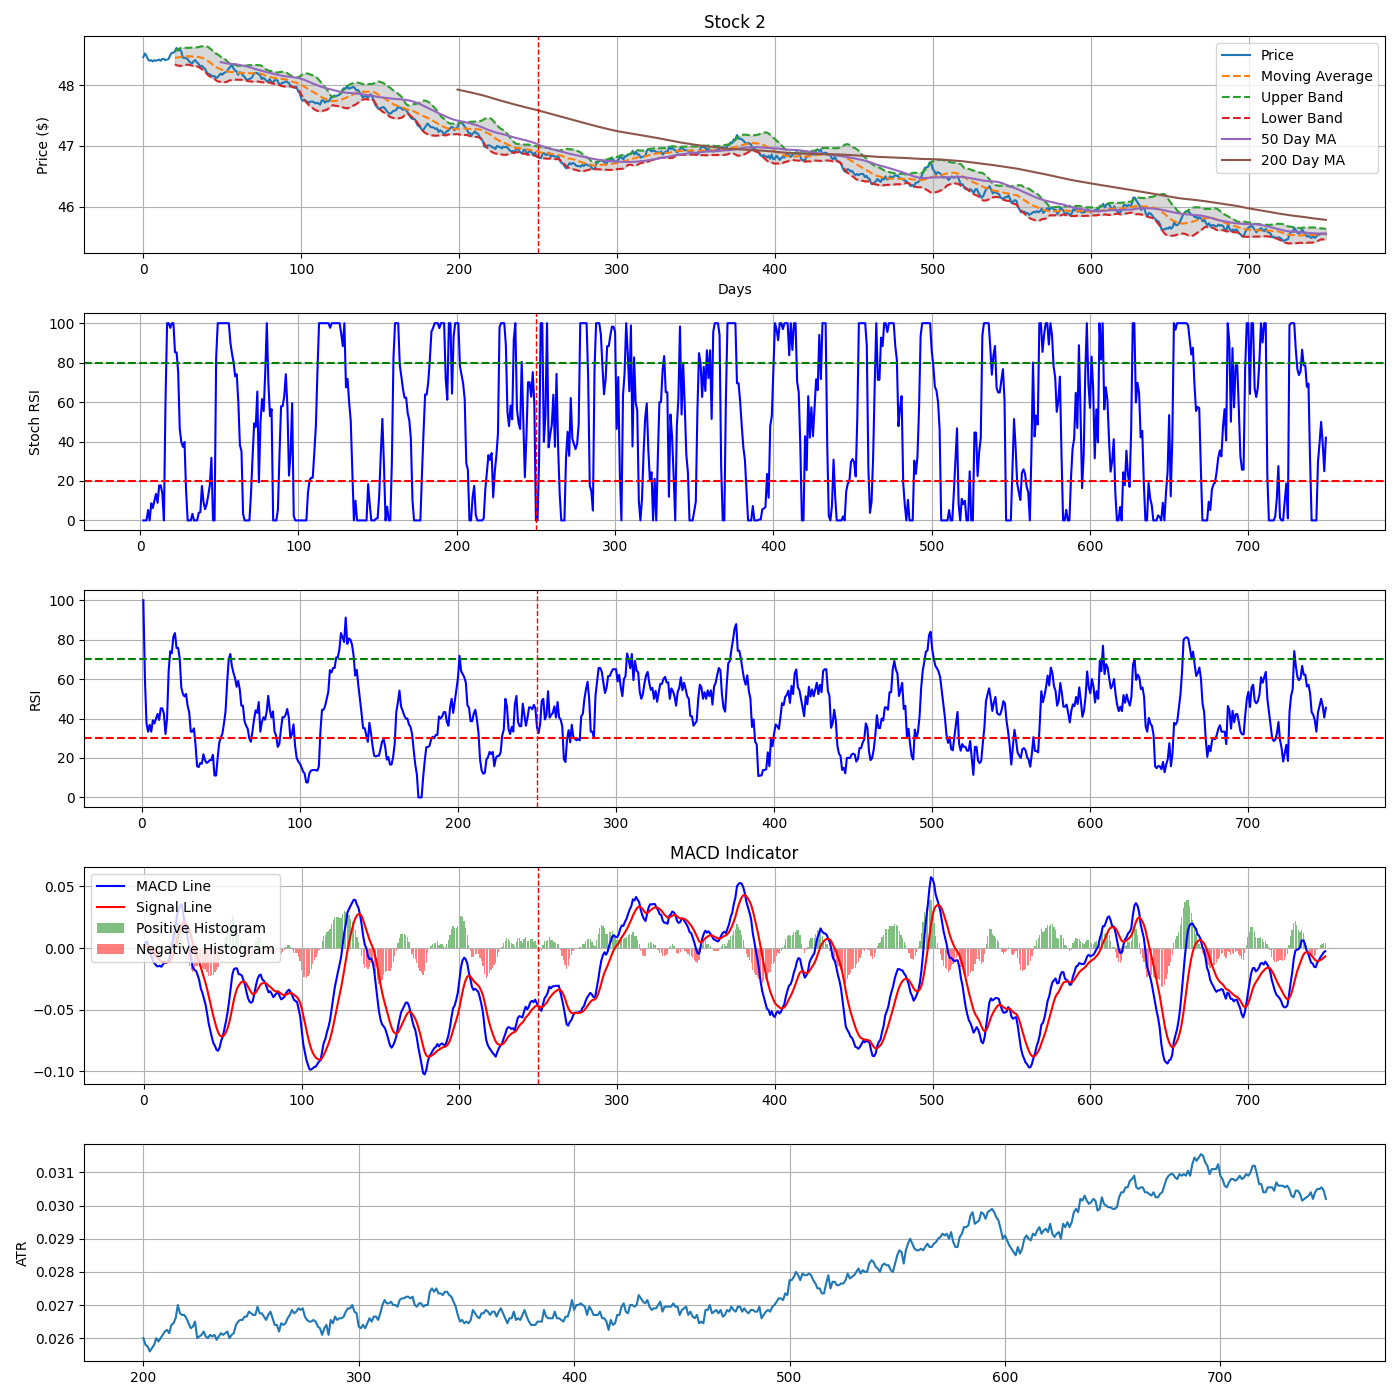 Stock 2
Price ($)
48
47
46
Price
Moving Average
Upper Band
Lower Band
50 Day MA
200 Day MA
0 100 200 300 400 500 600 700
Days
Stoch RSI
100
80
60
40
20
0
0 100 200 300 400 500 600 700
RSI
100
80
60
40
20
0
0 100 200 300 400 500 600 700
MACD Indicator
0.05
0.00
−0.05
−0.10
MACD Line
Signal Line
Positive Histogram
Negative Histogram
0 100 200 300 400 500 600 700
ATR
0.031
0.030
0.029
0.028
0.027
0.026
200 300 400 500 600 700